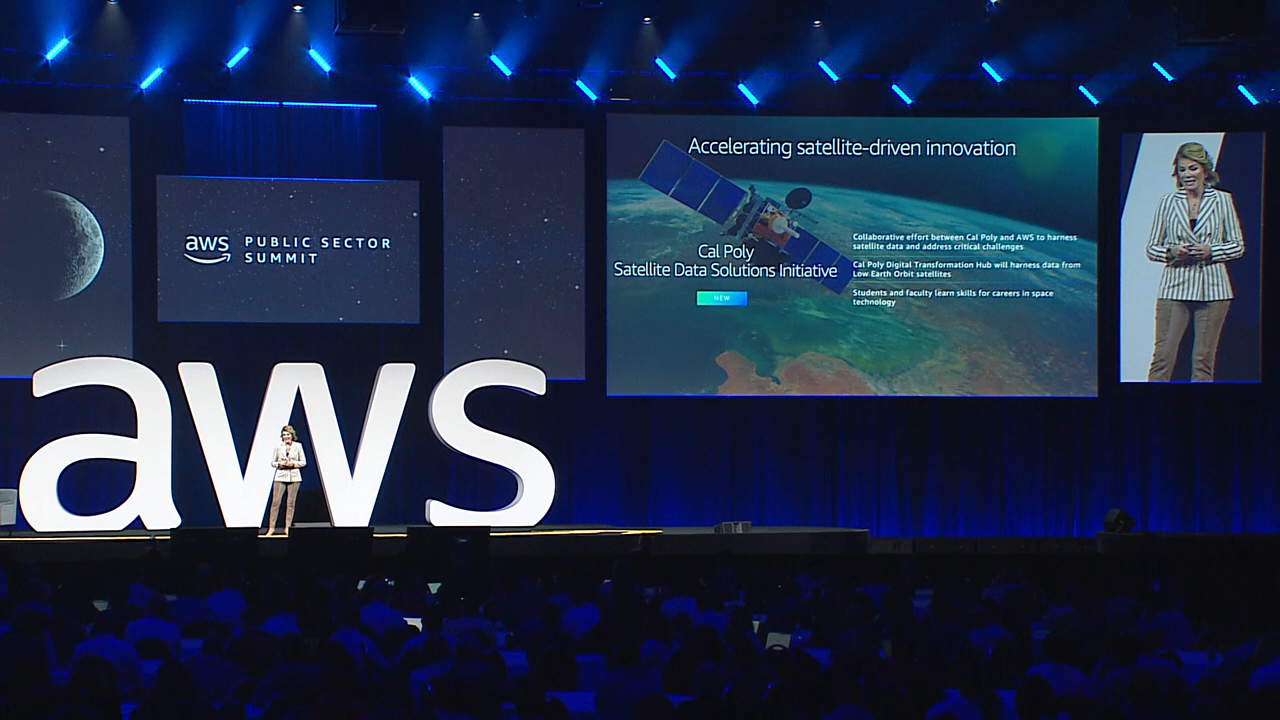 aws PUBLIC SECTOR
SUMMIT
aws
Accelerating satellite-driven innovation
Cal Poly
Satellite Data Solutions Initiative
NEW
Collaborative effort between Cal Poly and AWS to harness
satellite data and address critical challenges
Cal Poly Digital Transformation Hub will harness data from
Low Earth Orbit satellites
Students and faculty learn skills for careers in space
technology